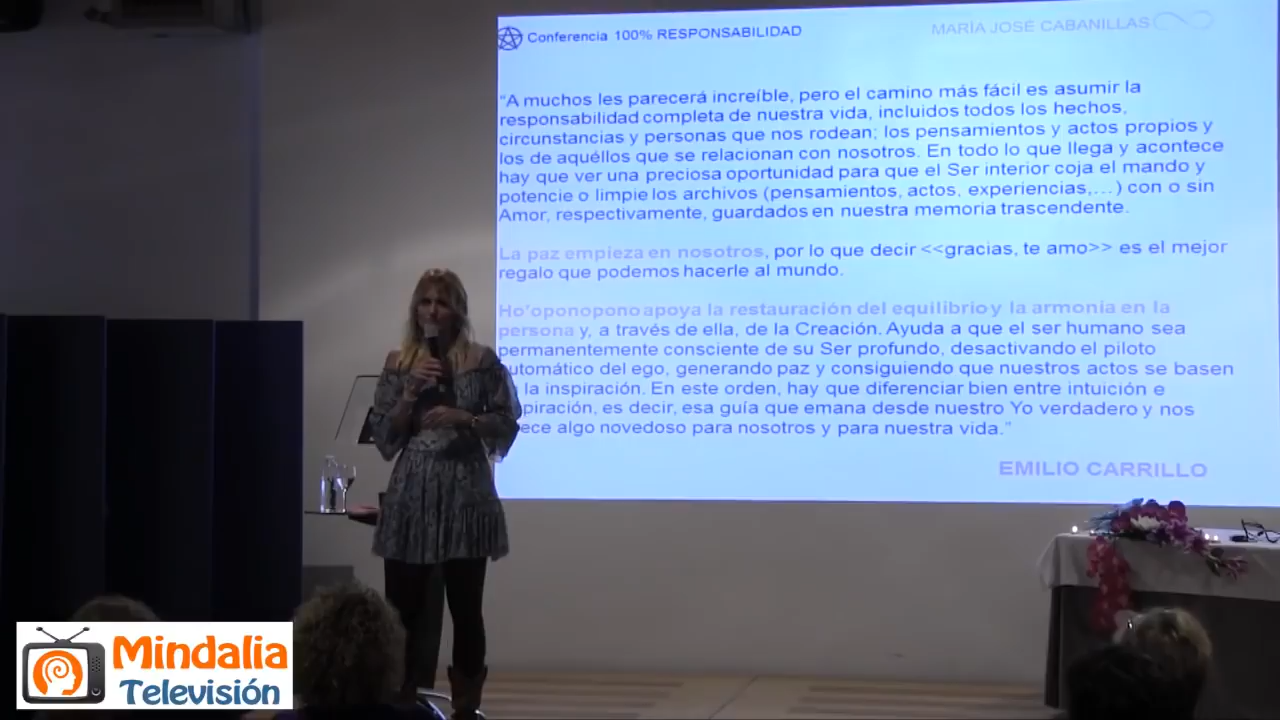 Conferencia 100% RESPONSABILIDAD
MARÍA JOSÉ CABANILLAS
"A muchos les parecerá increíble, pero el camino más fácil es asumir la
responsabilidad completa de nuestra vida, incluidos todos los hechos,
circunstancias y personas que nos rodean; los pensamientos y actos propios y
los de aquéllos que se relacionan con nosotros. En todo lo que llega y acontece
hay que ver una preciosa oportunidad para que el Ser interior coja el mando y
potencie o limpie los archivos (pensamientos, actos, experiencias,...) con o sin
Amor, respectivamente, guardados en nuestra memoria trascendente.
La paz empieza en nosotros, por lo que decir <<gracias, te amo>> es el mejor
regalo que podemos hacerle al mundo.
Ho'oponopono apoya la restauración del equilibrio y la armonía en la
persona y, a través de ella, de la Creación. Ayuda a que el ser humano sea
permanentemente consciente de su Ser profundo, desactivando el piloto
utomático del ego, generando paz y consiguiendo que nuestros actos se basen
la inspiración. En este orden, hay que diferenciar bien entre intuición e
piración, es decir, esa guía que emana desde nuestro Yo verdadero y nos
ece algo novedoso para nosotros y para nuestra vida."
EMILIO CARRILLO
Mindalia
Televisión